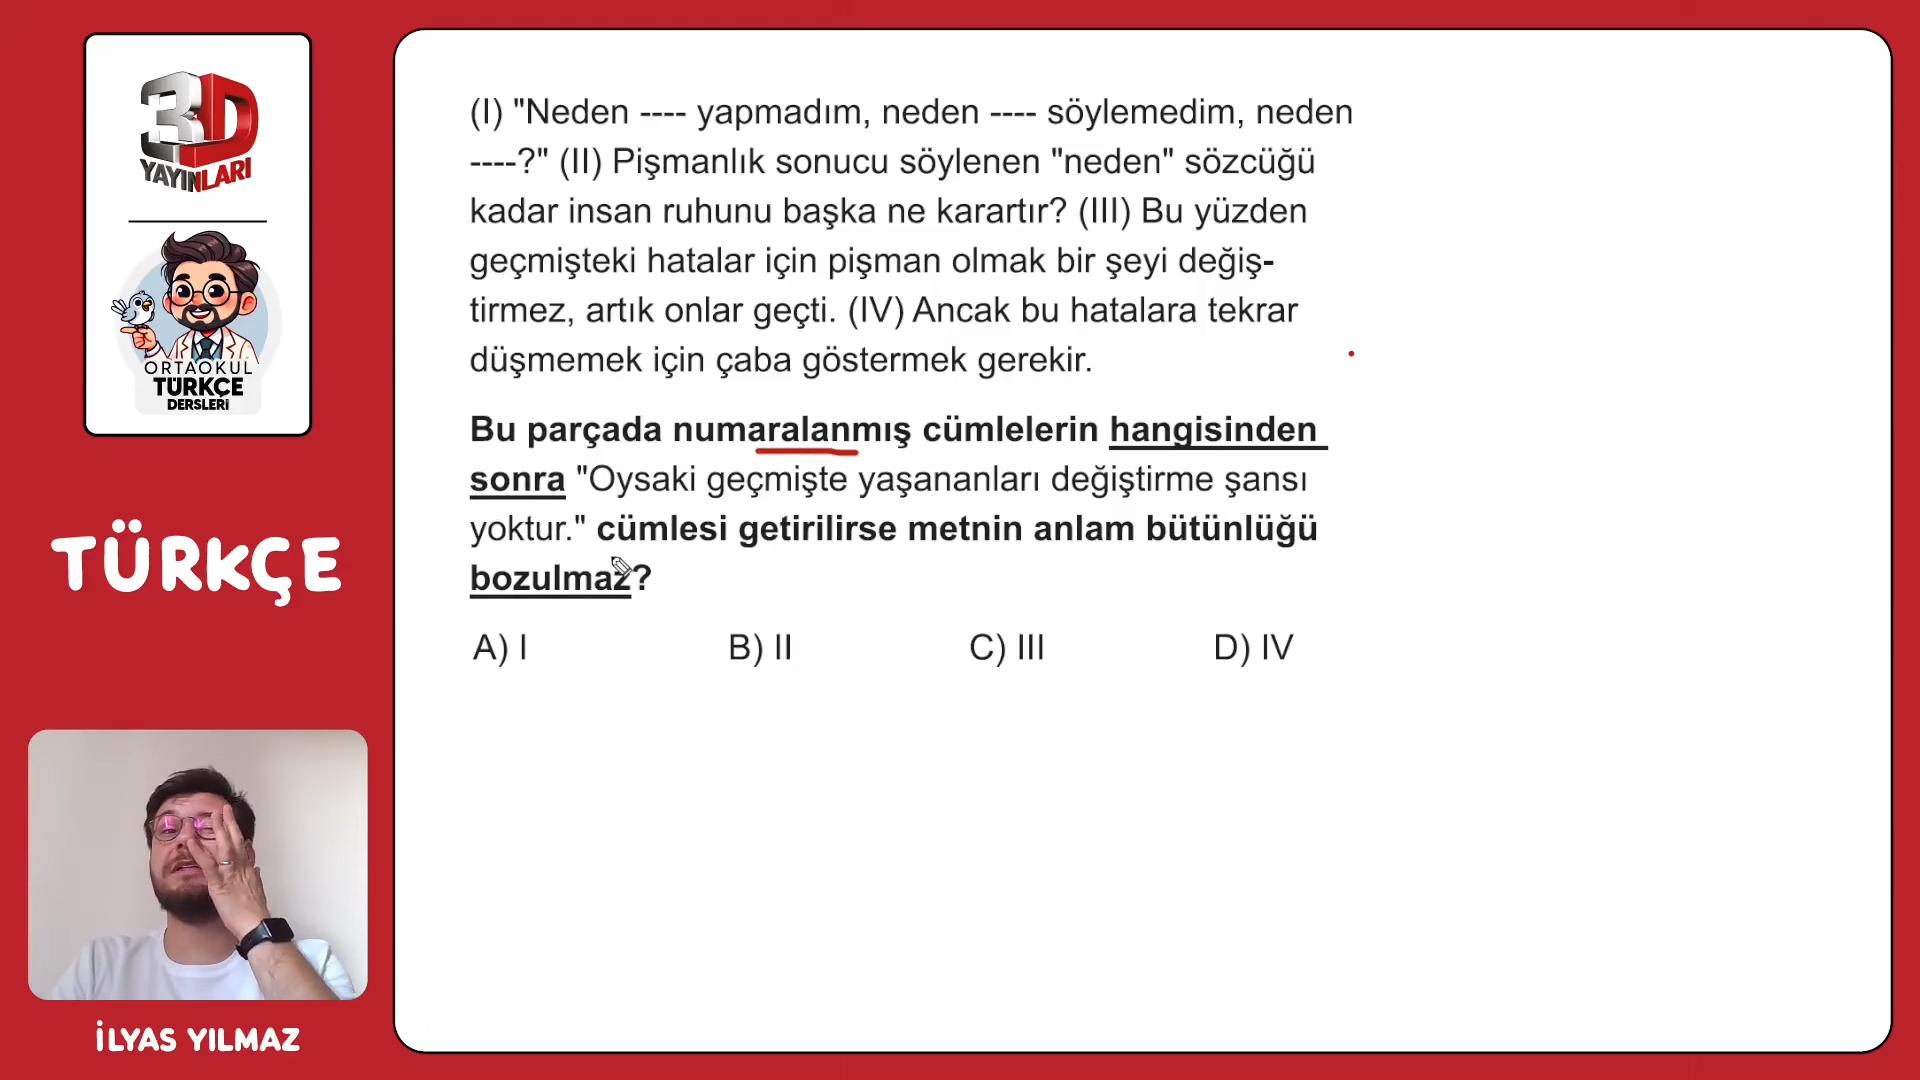 3D
YAYINLARI
ORTAOKUL
TÜRKÇE
DERSLERİ
TÜRKÇE
İLYAS YILMAZ
(I) "Neden ---- yapmadım, neden ---- söylemedim, neden
----?" (II) Pişmanlık sonucu söylenen "neden" sözcüğü
kadar insan ruhunu başka ne karartır? (III) Bu yüzden
geçmişteki hatalar için pişman olmak bir şeyi değiş-
tirmez, artık onlar geçti. (IV) Ancak bu hatalara tekrar
düşmemek için çaba göstermek gerekir.
Bu parçada numaralanmış cümlelerin hangisinden
sonra "Oysaki geçmişte yaşananları değiştirme şansı
yoktur." cümlesi getirilirse metnin anlam bütünlüğü
bozulmaz?
A) I B) II C) III D) IV